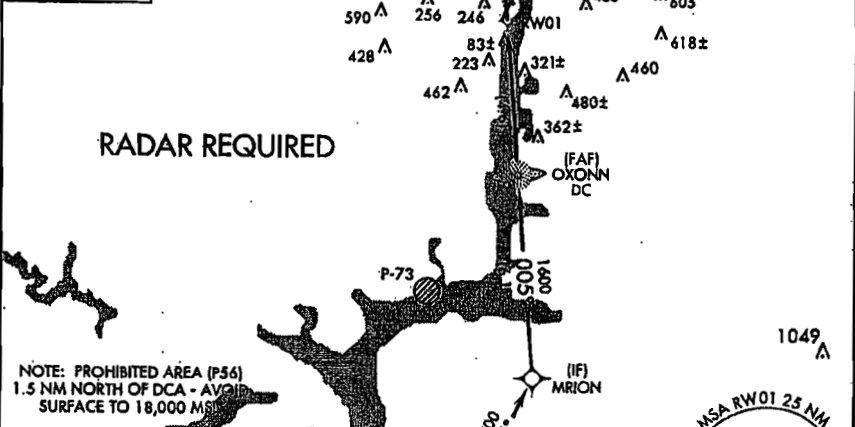 590
256
246
RW01
603
428
83±
618±
223
321±
460
462
480±
362±
RADAR REQUIRED
(FAF)
OXONN
DC
P-73
1600
005
1049
NOTE: PROHIBITED AREA (P56)
1.5 NM NORTH OF DCA - AVOID
SURFACE TO 18,000 MSL
(IF)
MRION
MSA RW01 25 NM